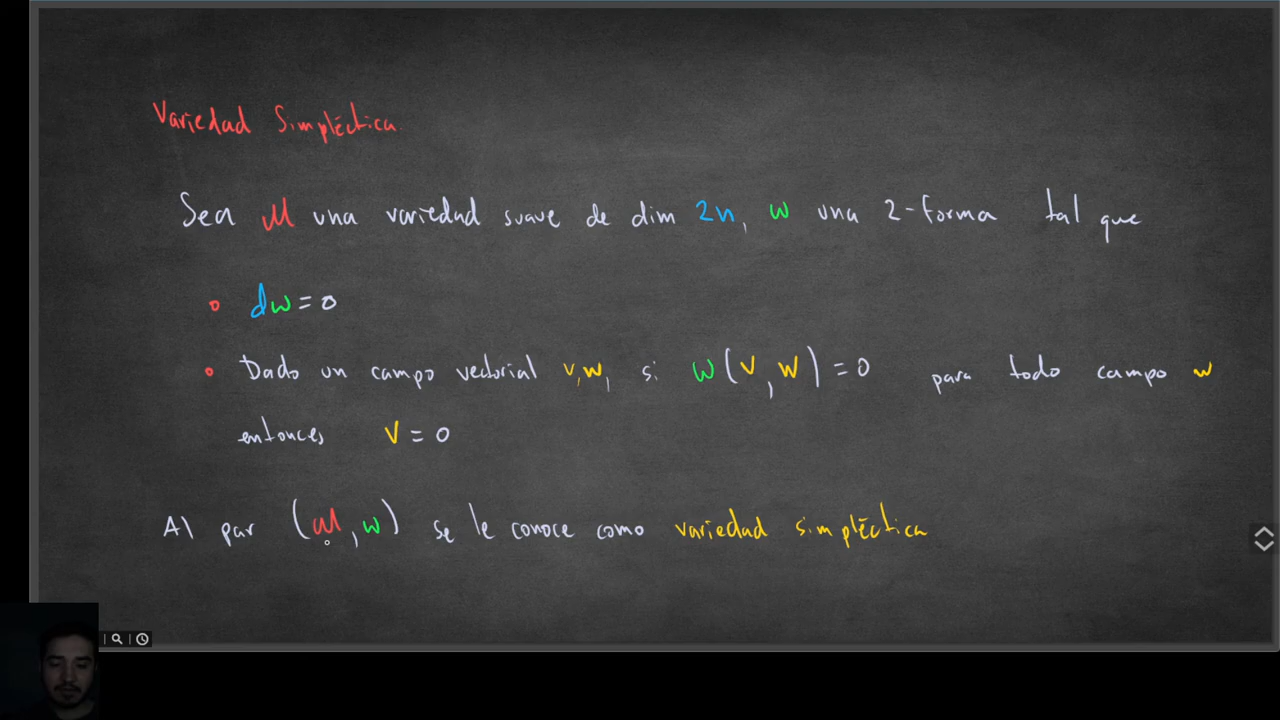 Variedad Simpléctica.
Sea M una variedad suave de dim 2n, w una 2-forma tal que
dw = 0
Dado un campo vectorial v, w, si w(v, w) = 0 para todo campo w
entonces v = 0
Al par (M, w) se le conoce como variedad simpléctica